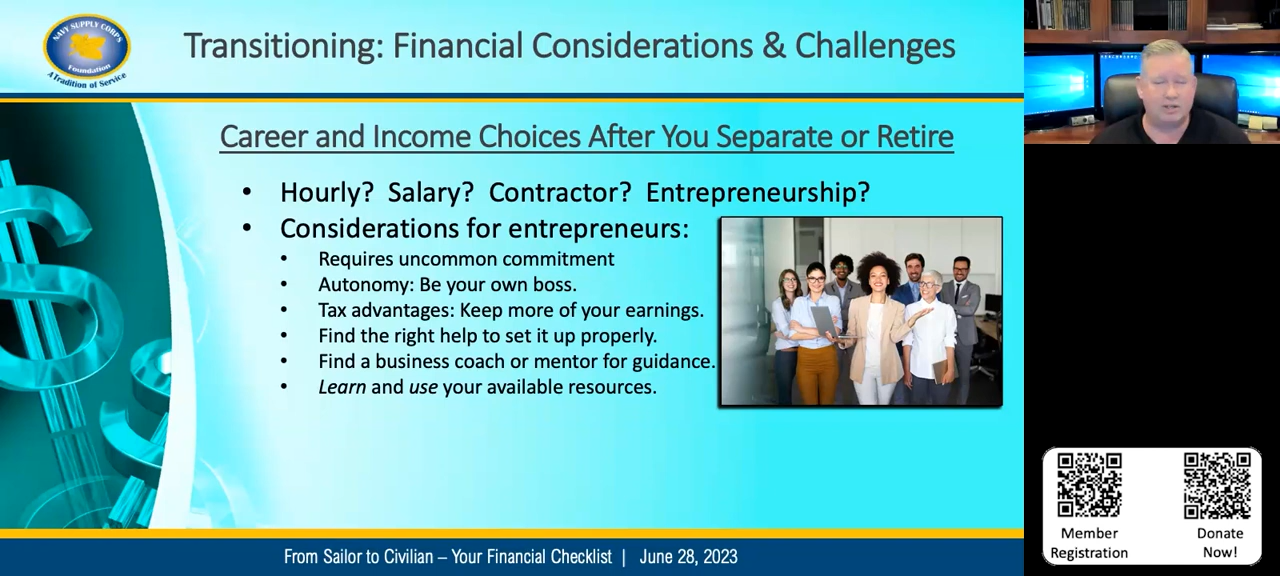 NAVY SUPPLY CORPS
Foundation
A Tradition of Service
Transitioning: Financial Considerations & Challenges
Career and Income Choices After You Separate or Retire
• Hourly? Salary? Contractor? Entrepreneurship?
• Considerations for entrepreneurs:
• Requires uncommon commitment
• Autonomy: Be your own boss.
• Tax advantages: Keep more of your earnings.
• Find the right help to set it up properly.
• Find a business coach or mentor for guidance.
• Learn and use your available resources.
Member
Registration
Donate
Now!
From Sailor to Civilian – Your Financial Checklist | June 28, 2023